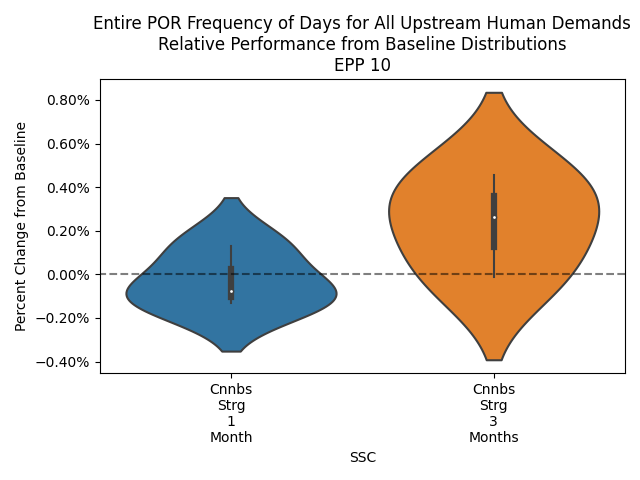 Entire POR Frequency of Days for All Upstream Human Demands
Relative Performance from Baseline Distributions
EPP 10
Percent Change from Baseline
0.80%
0.60%
0.40%
0.20%
0.00%
−0.20%
−0.40%
Cnnbs
Strg
1
Month
Cnnbs
Strg
3
Months
SSC